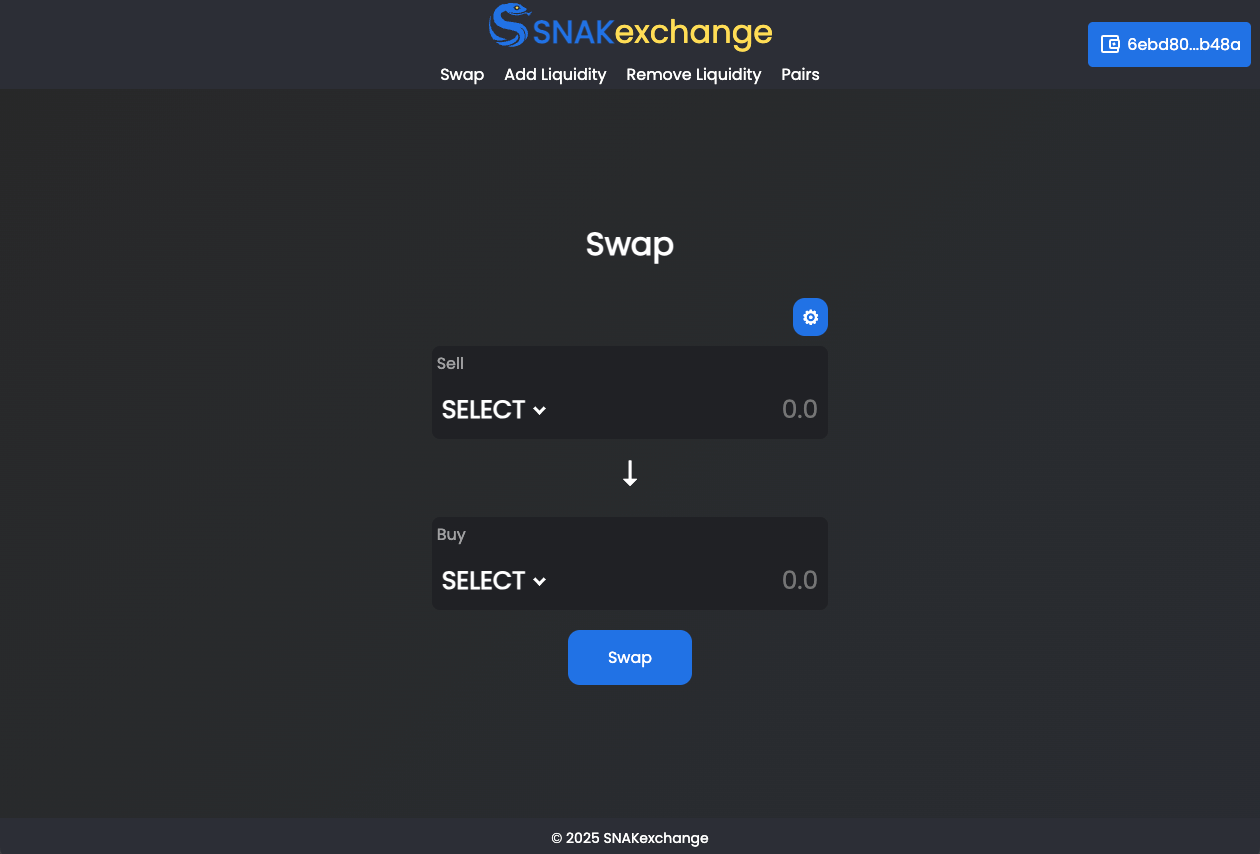 SNAKexchange
6ebd80...b48a
Swap Add Liquidity Remove Liquidity Pairs
Swap
Sell
SELECT 0.0
Buy
SELECT 0.0
Swap
© 2025 SNAKexchange